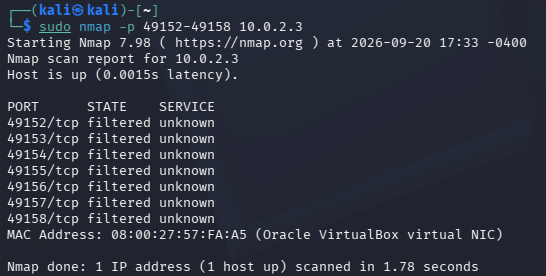 ┌──(kali㉿kali)-[~]
└─$ sudo nmap -p 49152-49158 10.0.2.3
Starting Nmap 7.98 ( https://nmap.org ) at 2026-09-20 17:33 -0400
Nmap scan report for 10.0.2.3
Host is up (0.0015s latency).

PORT      STATE    SERVICE
49152/tcp filtered unknown
49153/tcp filtered unknown
49154/tcp filtered unknown
49155/tcp filtered unknown
49156/tcp filtered unknown
49157/tcp filtered unknown
49158/tcp filtered unknown
MAC Address: 08:00:27:57:FA:A5 (Oracle VirtualBox virtual NIC)

Nmap done: 1 IP address (1 host up) scanned in 1.78 seconds